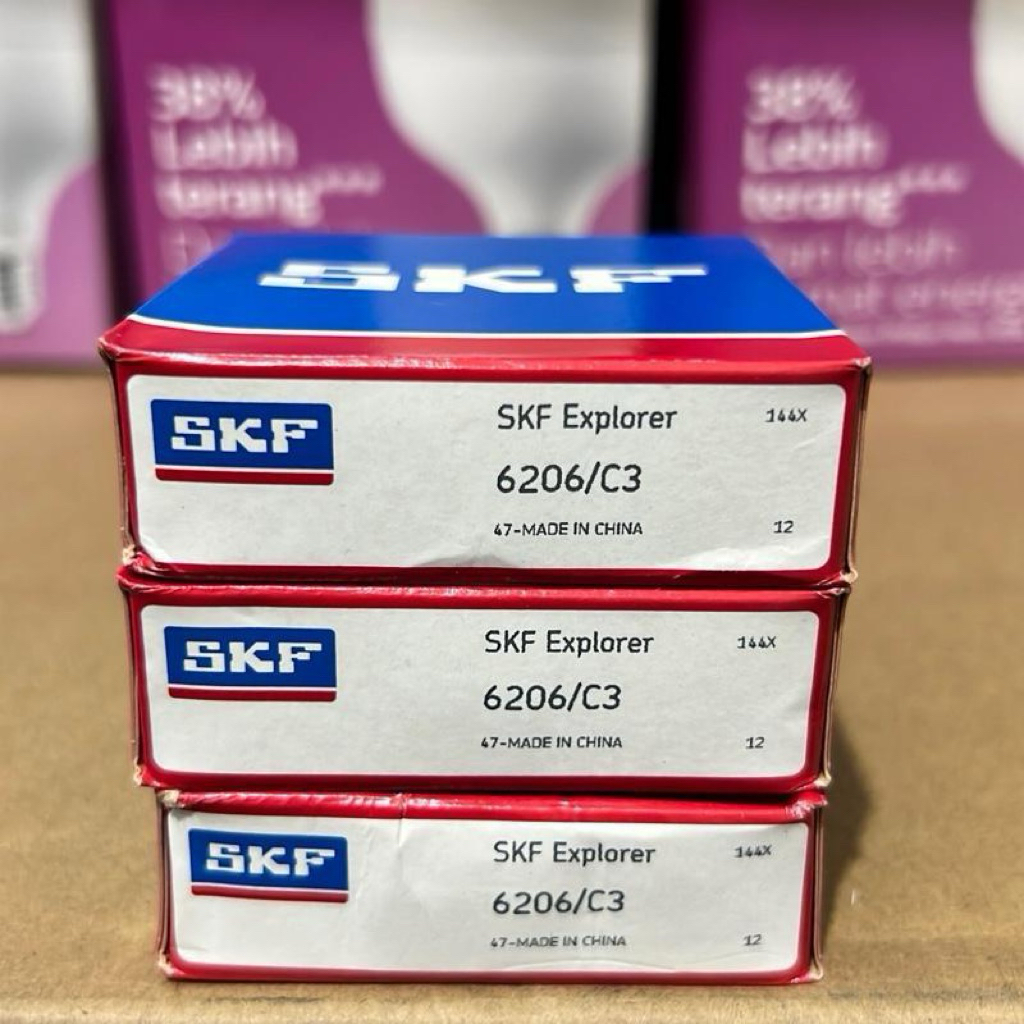 38%
Lebih
terang
38%
Lebih
terang
SKF
SKF
SKF Explorer
144X
6206/C3
47-MADE IN CHINA
12
SKF
SKF Explorer
144X
6206/C3
47-MADE IN CHINA
12
SKF
SKF Explorer
144X
6206/C3
47-MADE IN CHINA
12